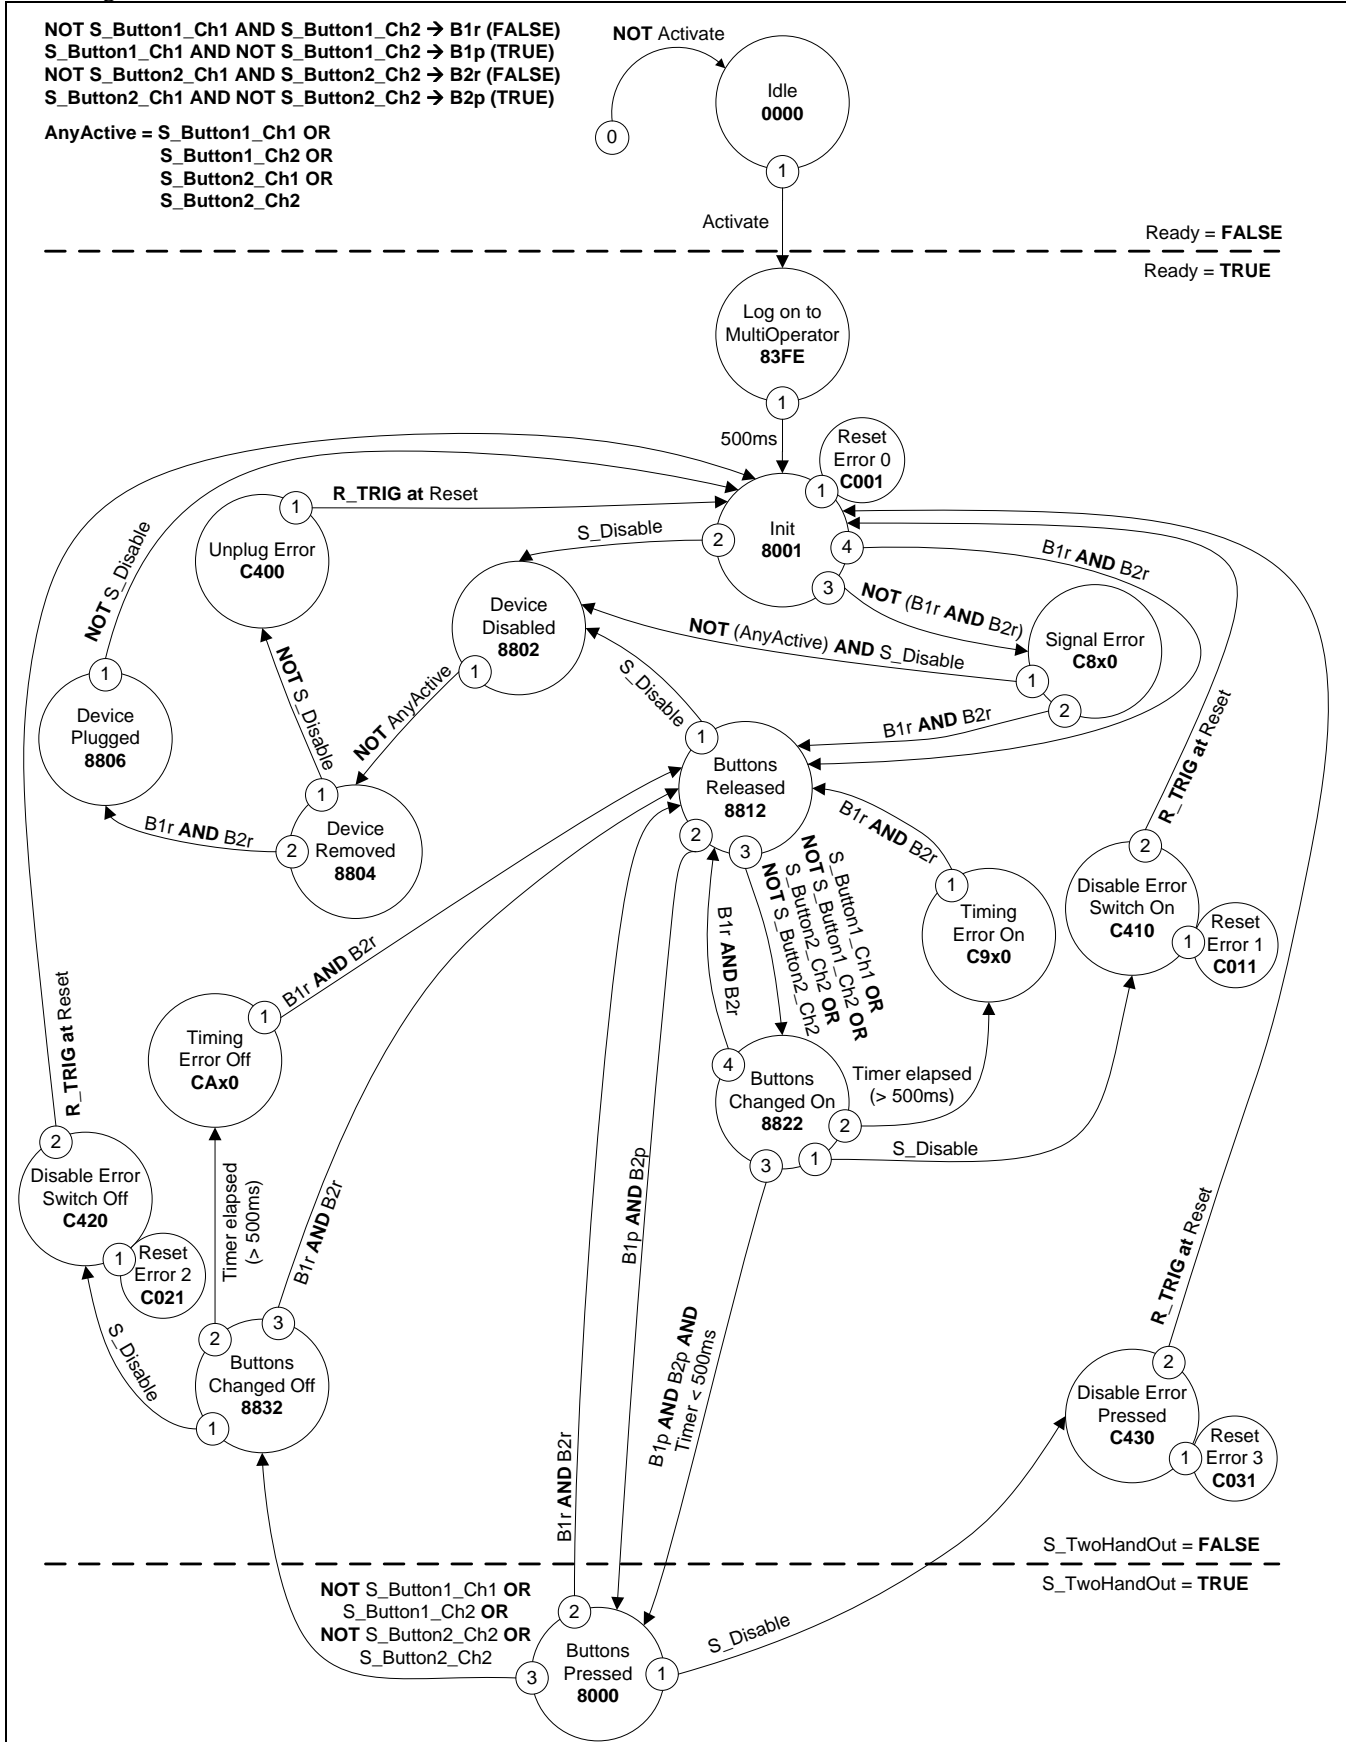 NOT S_Button1_Ch1 AND S_Button1_Ch2 → B1r (FALSE)
S_Button1_Ch1 AND NOT S_Button1_Ch2 → B1p (TRUE)
NOT S_Button2_Ch1 AND S_Button2_Ch2 → B2r (FALSE)
S_Button2_Ch1 AND NOT S_Button2_Ch2 → B2p (TRUE)
AnyActive = S_Button1_Ch1 OR
S_Button1_Ch2 OR
S_Button2_Ch1 OR
S_Button2_Ch2
NOT Activate
0
Idle
0000
1
Activate
Ready = FALSE
Ready = TRUE
Log on to
MultiOperator
83FE
1
500ms
Reset
Error 0
C001
1
Init
8001
2
3
4
R_TRIG at Reset
1
Unplug Error
C400
S_Disable
B1r AND B2r
NOT (B1r AND B2r)
NOT S_Disable
Device
Disabled
8802
1
NOT (AnyActive) AND S_Disable
Signal Error
C8x0
1
2
B1r AND B2r
S_Disable
NOT S_Disable
NOT AnyActive
1
Device
Plugged
8806
1
Buttons
Released
8812
2
3
1
Device
Removed
8804
2
B1r AND B2r
B1r AND B2r
R_TRIG at Reset
S_Button1_Ch1 OR
NOT S_Button1_Ch2 OR
S_Button2_Ch2 OR
NOT S_Button2_Ch2
B1r AND B2r
1
Timing
Error On
C9x0
2
Disable Error
Switch On
C410
1
Reset
Error 1
C011
B1r AND B2r
1
Timing
Error Off
CAx0
R_TRIG at Reset
4
Buttons
Changed On
8822
2
1
3
Timer elapsed
(> 500ms)
S_Disable
2
Disable Error
Switch Off
C420
1
Reset
Error 2
C021
Timer elapsed
(> 500ms)
B1r AND B2r
B1p AND B2p
R_TRIG at Reset
S_Disable
2
3
Buttons
Changed Off
8832
1
B1p AND B2p AND
Timer < 500ms
2
Disable Error
Pressed
C430
1
Reset
Error 3
C031
B1r AND B2r
S_TwoHandOut = FALSE
S_TwoHandOut = TRUE
NOT S_Button1_Ch1 OR
S_Button1_Ch2 OR
NOT S_Button2_Ch2 OR
S_Button2_Ch2
2
Buttons
Pressed
8000
3
1
S_Disable